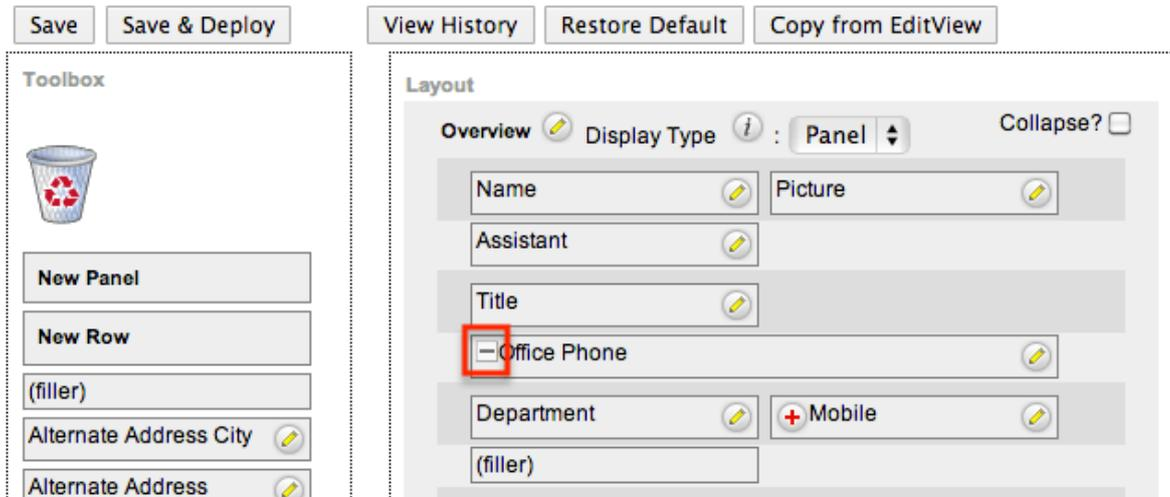 Save Save & Deploy View History Restore Default Copy from EditView
Toolbox
New Panel
New Row
(filler)
Alternate Address City
Alternate Address
Layout
Overview Display Type i : Panel Collapse?
Name Picture
Assistant
Title
Office Phone
Department Mobile
(filler)